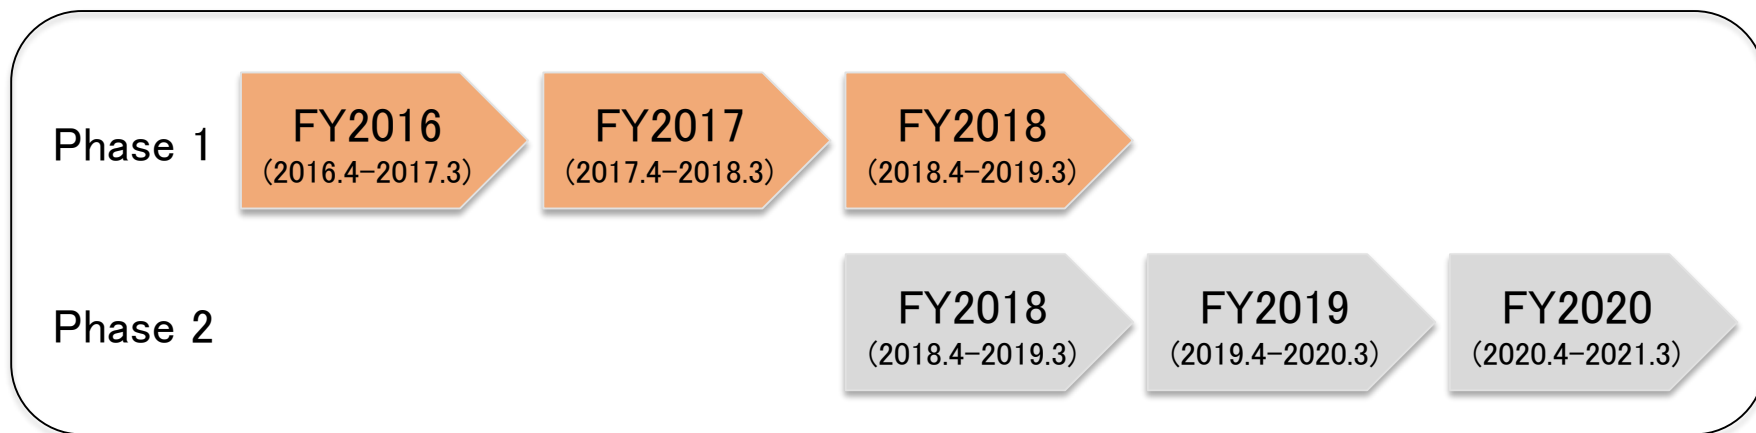 Phase 1
FY2016
(2016.4-2017.3)
FY2017
(2017.4-2018.3)
FY2018
(2018.4-2019.3)
Phase 2
FY2018
(2018.4-2019.3)
FY2019
(2019.4-2020.3)
FY2020
(2020.4-2021.3)